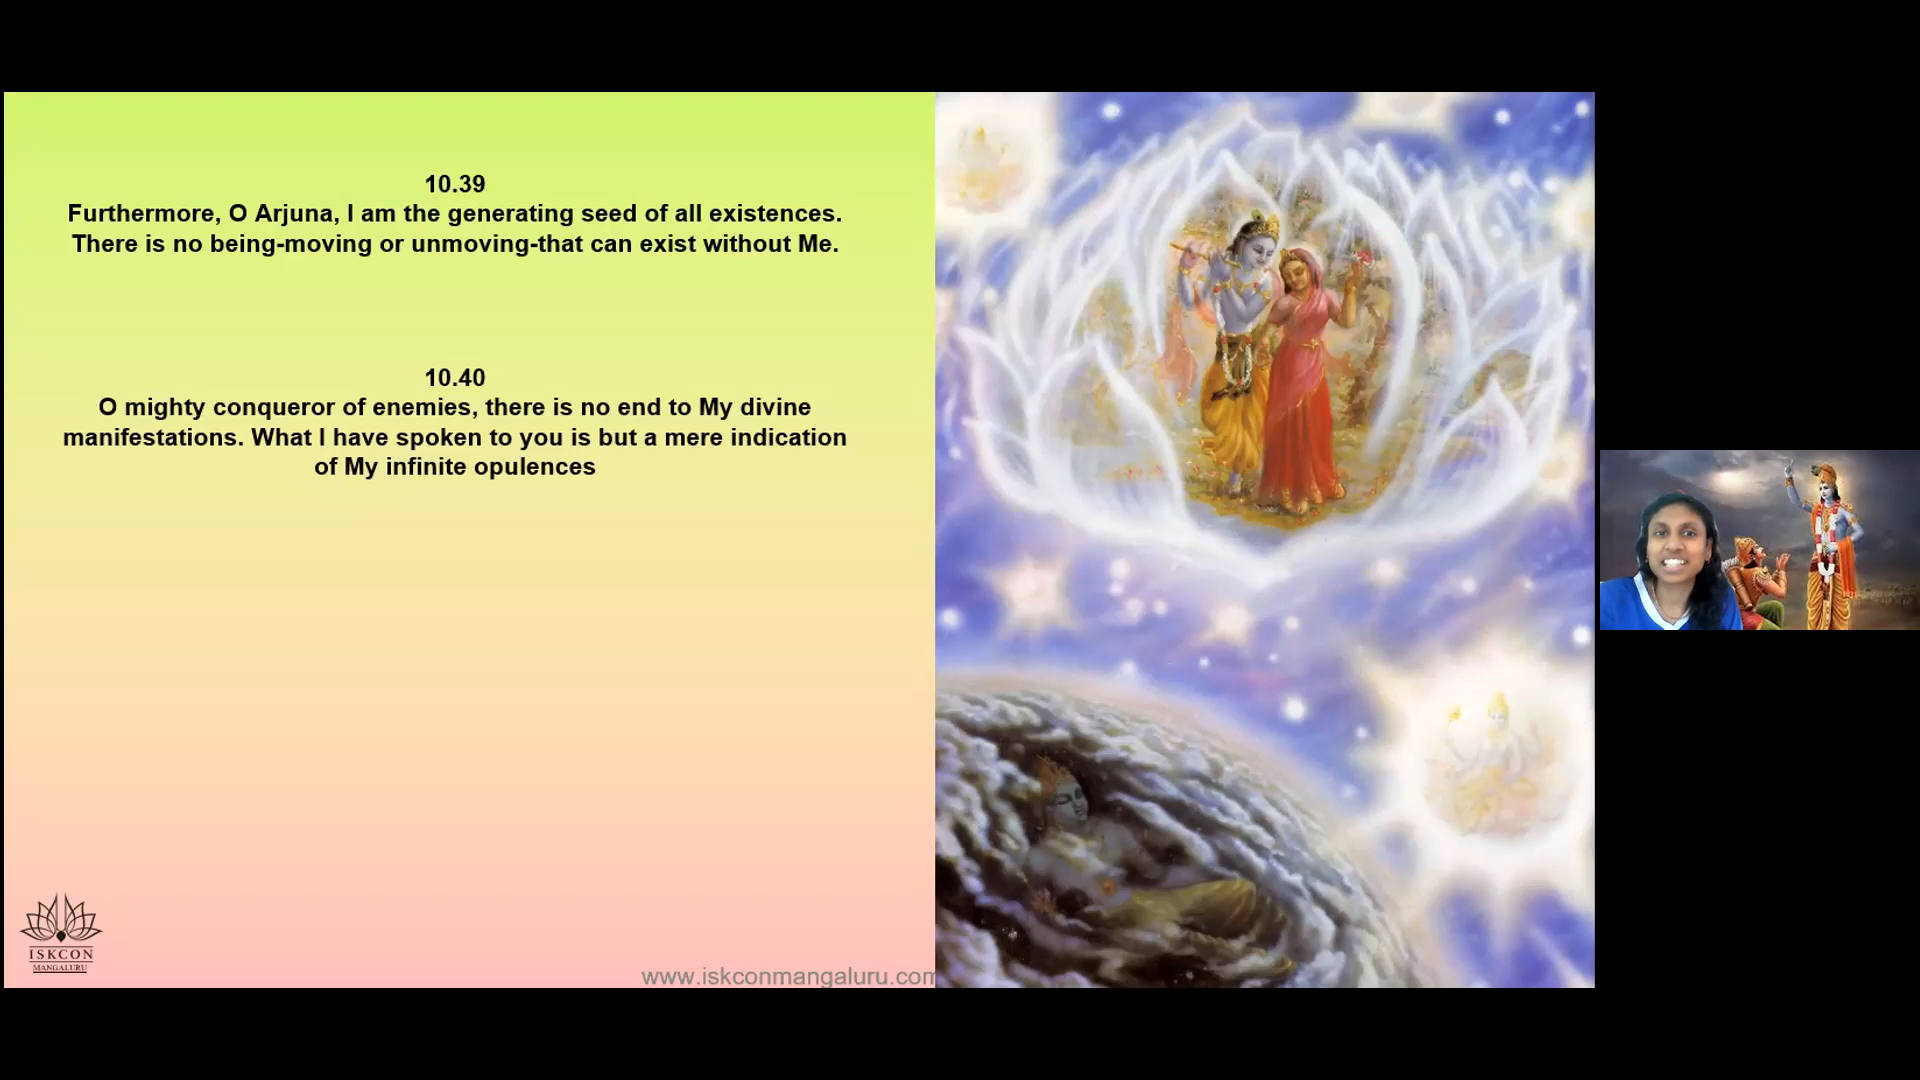 10.39
Furthermore, O Arjuna, I am the generating seed of all existences.
There is no being-moving or unmoving-that can exist without Me.
10.40
O mighty conqueror of enemies, there is no end to My divine
manifestations. What I have spoken to you is but a mere indication
of My infinite opulences
ISKCON
MANGALURU
www.iskconmangaluru.com